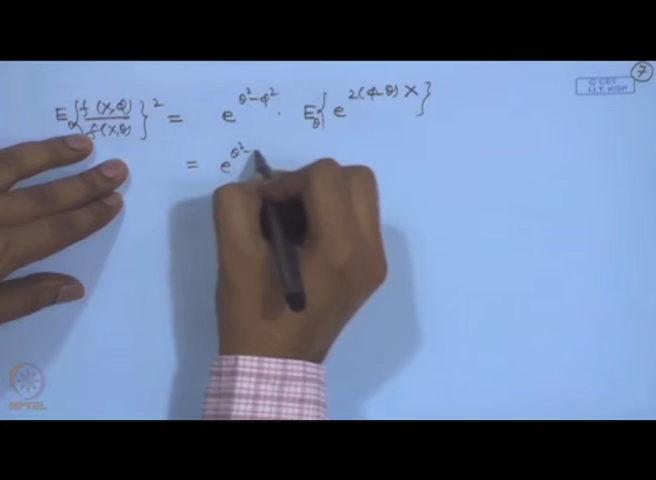 7
© CET
I.I.T. KGP
E_θ{f(x,φ)/f(x,θ)}² = e^{θ²-φ²} · E_θ{e^{2(φ-θ)X}}
= e^{θ²-
NPTEL